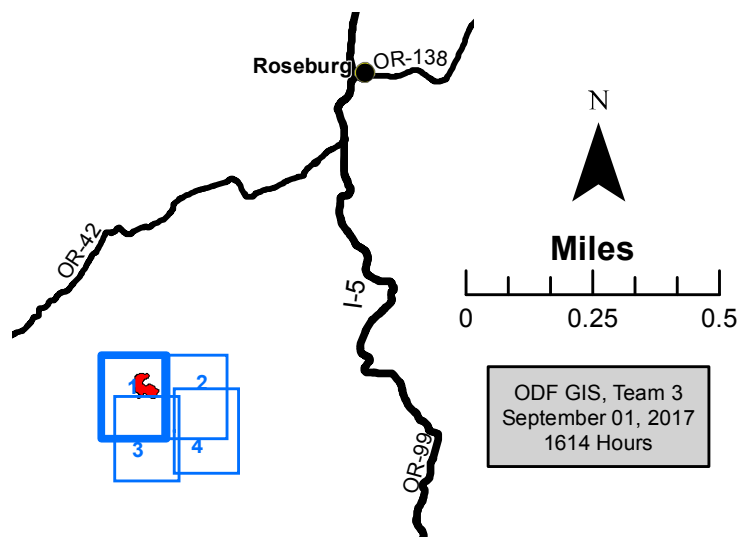 Roseburg
OR-138
N
OR-42
Miles
I-5
0 0.25 0.5
1 2
3 4
ODF GIS, Team 3
September 01, 2017
1614 Hours
OR-99